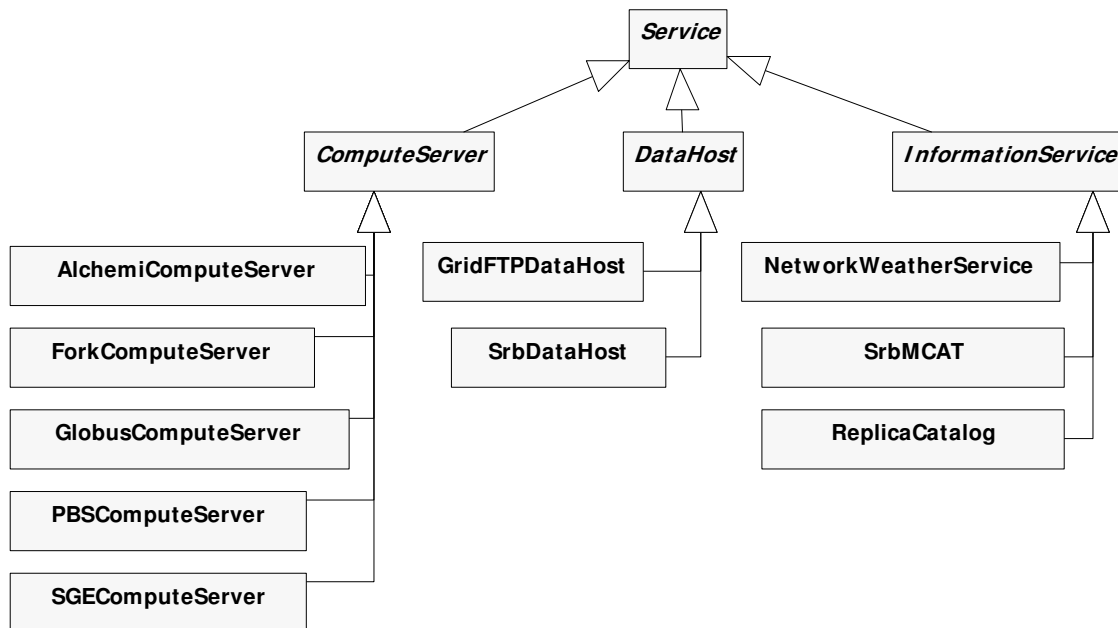 Service
ComputeServer
DataHost
InformationService
AlchemiComputeServer
ForkComputeServer
GlobusComputeServer
PBSComputeServer
SGEComputeServer
GridFTPDataHost
SrbDataHost
NetworkWeatherService
SrbMCAT
ReplicaCatalog